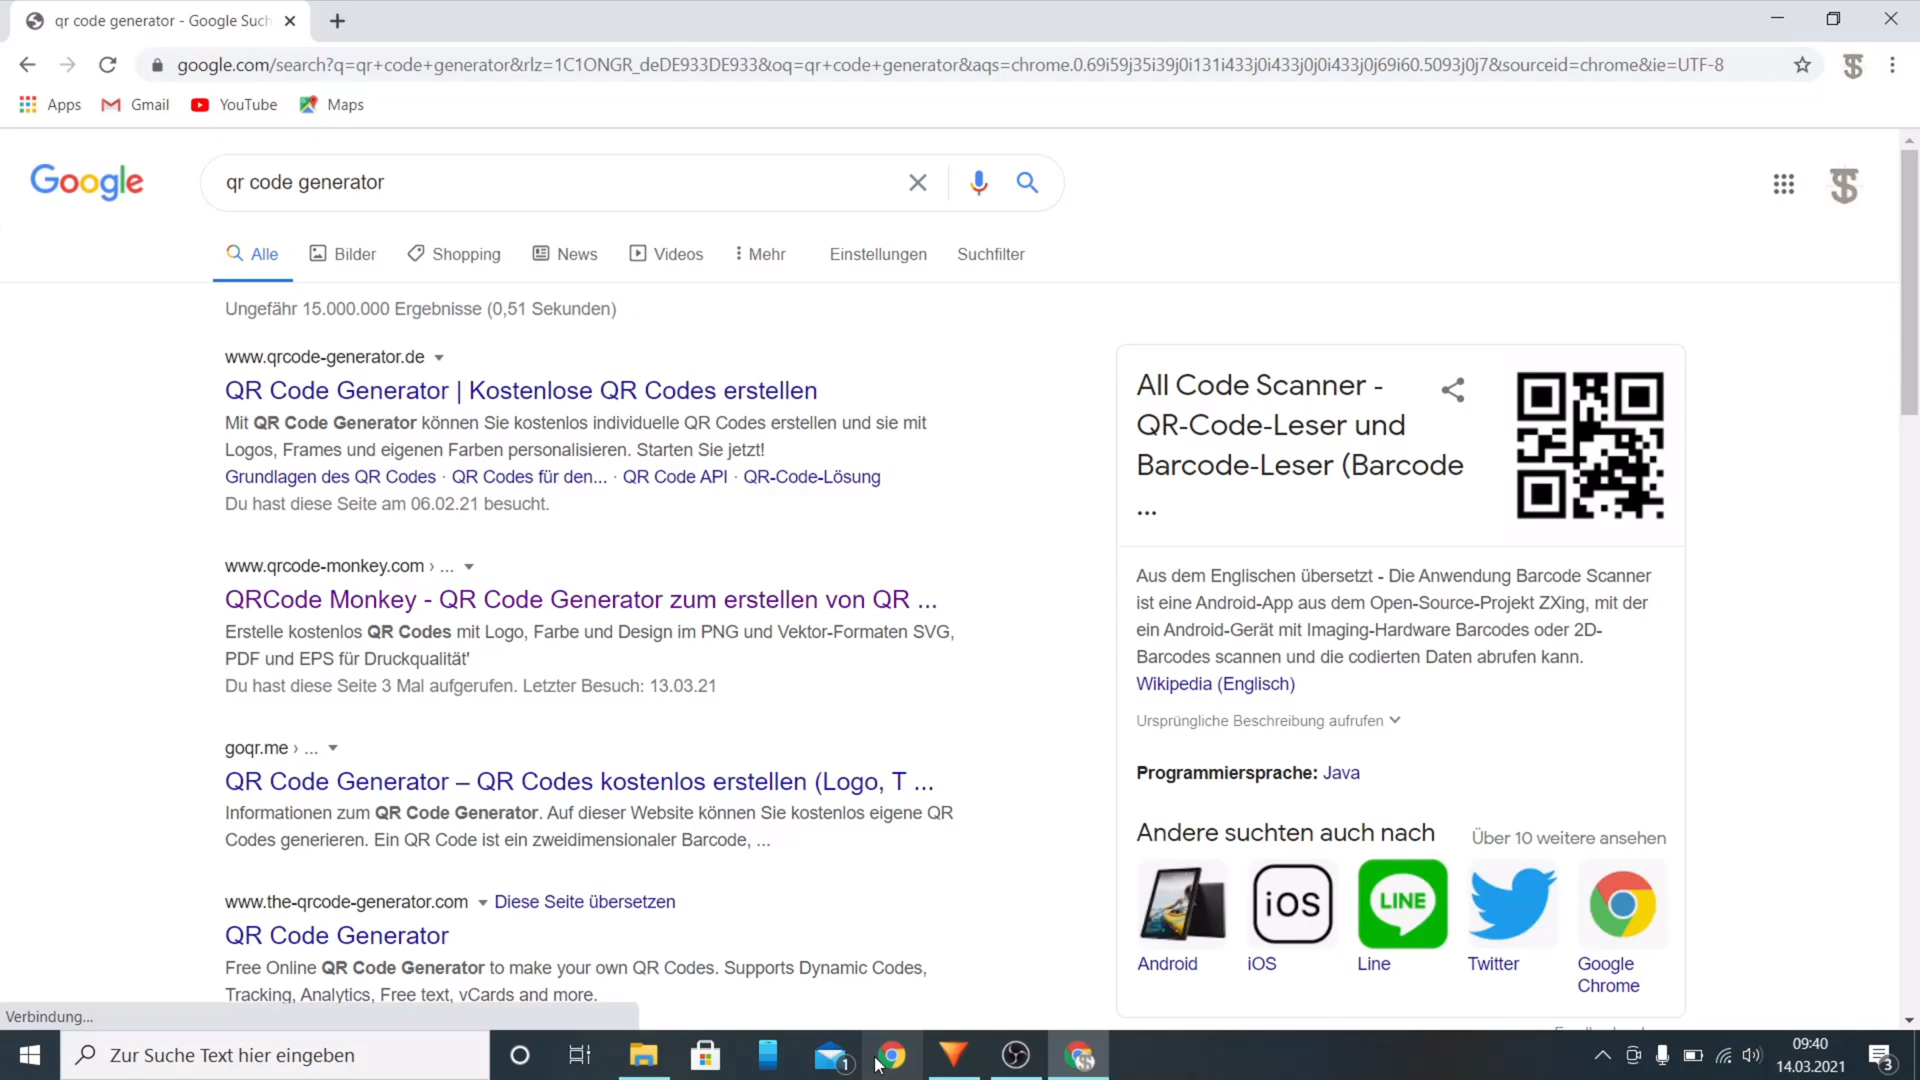 qr code generator - Google Such
google.com/search?q=qr+code+generator&rlz=1C1ONGR_deDE933DE933&oq=qr+code+generator&aqs=chrome.0.69i59j35i39j0i131i433j0i433j0j0i433j0j69i60.5093j0j7&sourceid=chrome&ie=UTF-8
Apps Gmail YouTube Maps
Google qr code generator
Alle Bilder Shopping News Videos Mehr Einstellungen Suchfilter
Ungefähr 15.000.000 Ergebnisse (0,51 Sekunden)
www.qrcode-generator.de
QR Code Generator | Kostenlose QR Codes erstellen
Mit QR Code Generator können Sie kostenlos individuelle QR Codes erstellen und sie mit
Logos, Frames und eigenen Farben personalisieren. Starten Sie jetzt!
Grundlagen des QR Codes · QR Codes für den... · QR Code API · QR-Code-Lösung
Du hast diese Seite am 06.02.21 besucht.
www.qrcode-monkey.com › ...
QRCode Monkey - QR Code Generator zum erstellen von QR ...
Erstelle kostenlos QR Codes mit Logo, Farbe und Design im PNG und Vektor-Formaten SVG,
PDF und EPS für Druckqualität'
Du hast diese Seite 3 Mal aufgerufen. Letzter Besuch: 13.03.21
goqr.me › ...
QR Code Generator – QR Codes kostenlos erstellen (Logo, T ...
Informationen zum QR Code Generator. Auf dieser Website können Sie kostenlos eigene QR
Codes generieren. Ein QR Code ist ein zweidimensionaler Barcode, ...
www.the-qrcode-generator.com Diese Seite übersetzen
QR Code Generator
Free Online QR Code Generator to make your own QR Codes. Supports Dynamic Codes,
Tracking, Analytics, Free text, vCards and more.
All Code Scanner -
QR-Code-Leser und
Barcode-Leser (Barcode
...
Aus dem Englischen übersetzt - Die Anwendung Barcode Scanner
ist eine Android-App aus dem Open-Source-Projekt ZXing, mit der
ein Android-Gerät mit Imaging-Hardware Barcodes oder 2D-
Barcodes scannen und die codierten Daten abrufen kann.
Wikipedia (Englisch)
Ursprüngliche Beschreibung aufrufen
Programmiersprache: Java
Andere suchten auch nach Über 10 weitere ansehen
iOS LINE
Android iOS Line Twitter Google
Chrome
Verbindung...
Zur Suche Text hier eingeben
1
09:40
14.03.2021
3